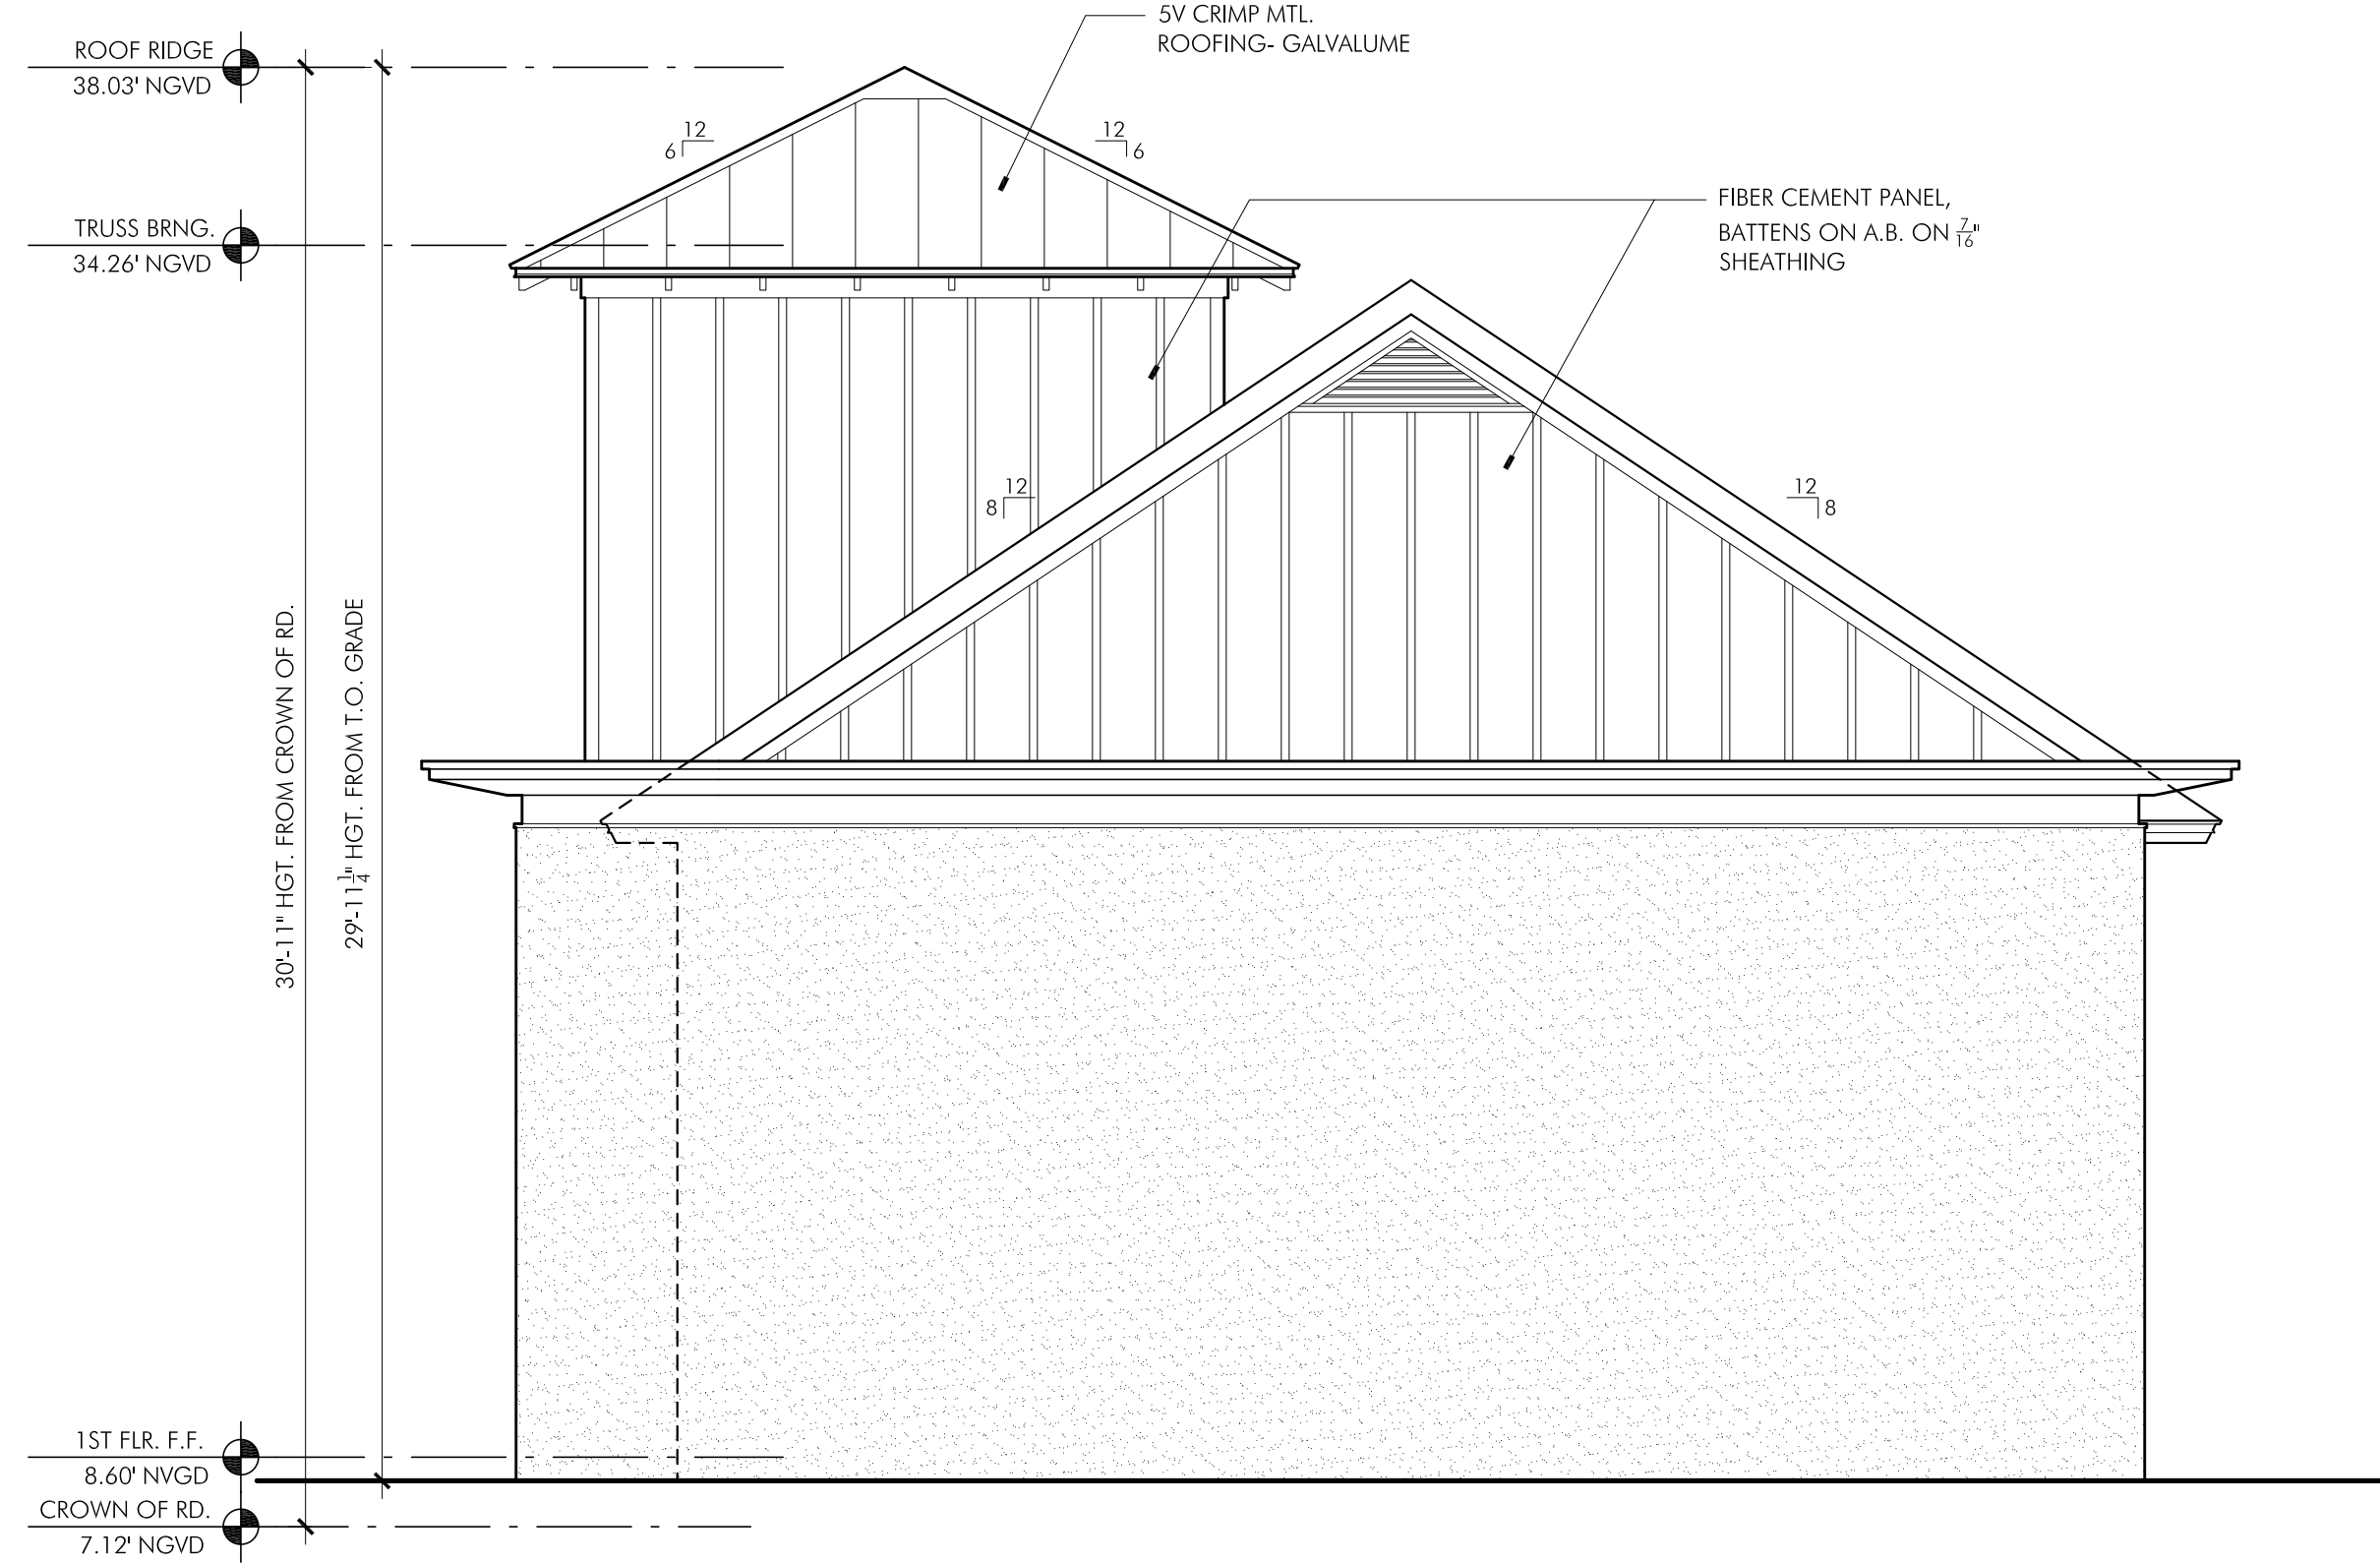 5V CRIMP MTL.
ROOFING- GALVALUME
ROOF RIDGE
38.03' NGVD
12
6
12
6
FIBER CEMENT PANEL,
BATTENS ON A.B. ON 7/16"
SHEATHING
TRUSS BRNG.
34.26' NGVD
12
8
12
8
30'-11" HGT. FROM CROWN OF RD.
29'-11 1/4" HGT. FROM T.O. GRADE
1ST FLR. F.F.
8.60' NVGD
CROWN OF RD.
7.12' NGVD